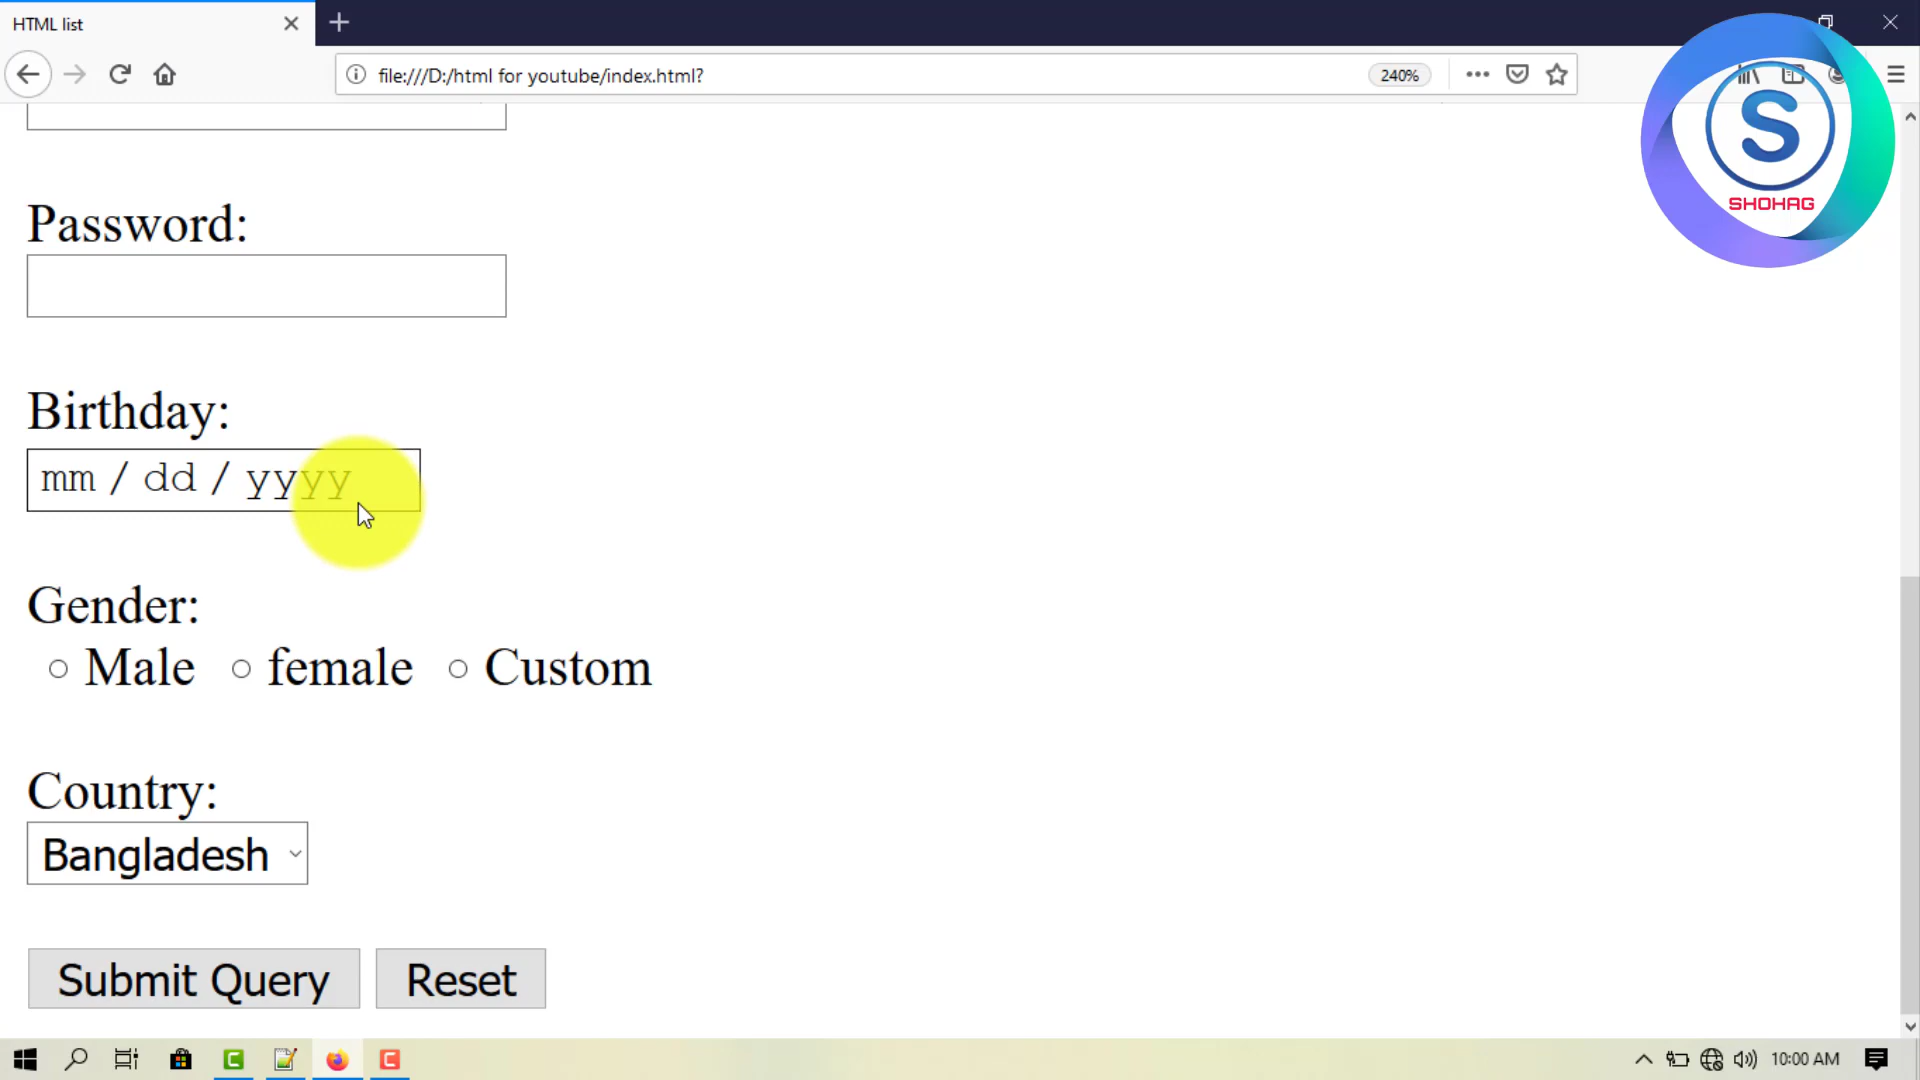 HTML list
file:///D:/html for youtube/index.html?
240%
S
SHOHAG
Password:
Birthday:
mm / dd / yyyy
Gender:
Male female Custom
Country:
Bangladesh
Submit Query Reset
10:00 AM